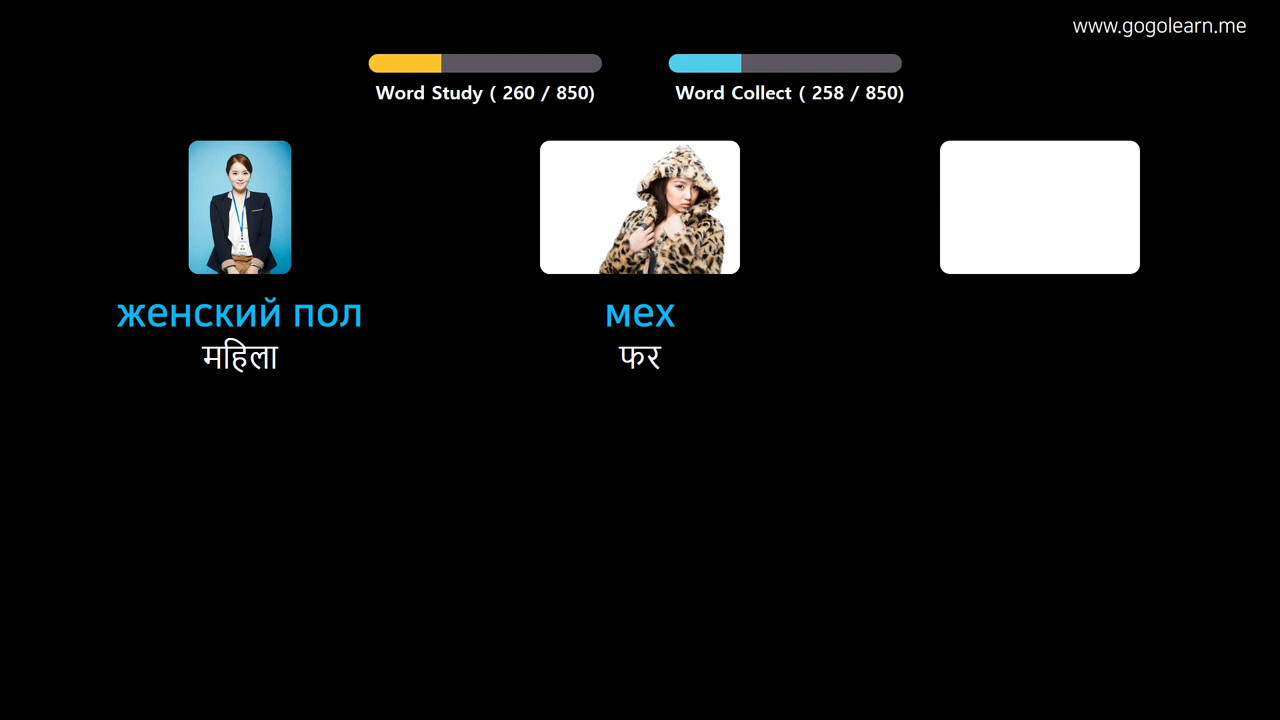 www.gogolearn.me
Word Study ( 260 / 850)
Word Collect ( 258 / 850)
женский пол
महिला
мех
फर